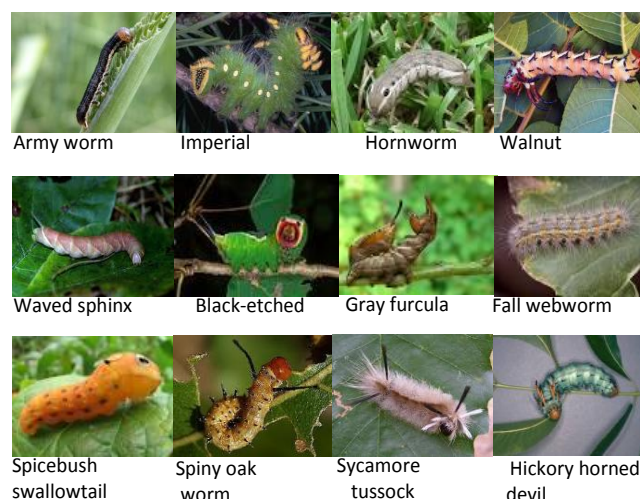 Army worm
Imperial
Hornworm
Walnut
Waved sphinx
Black-etched
Gray furcula
Fall webworm
Spicebush
swallowtail
Spiny oak
worm
Sycamore
tussock
Hickory horned
devil